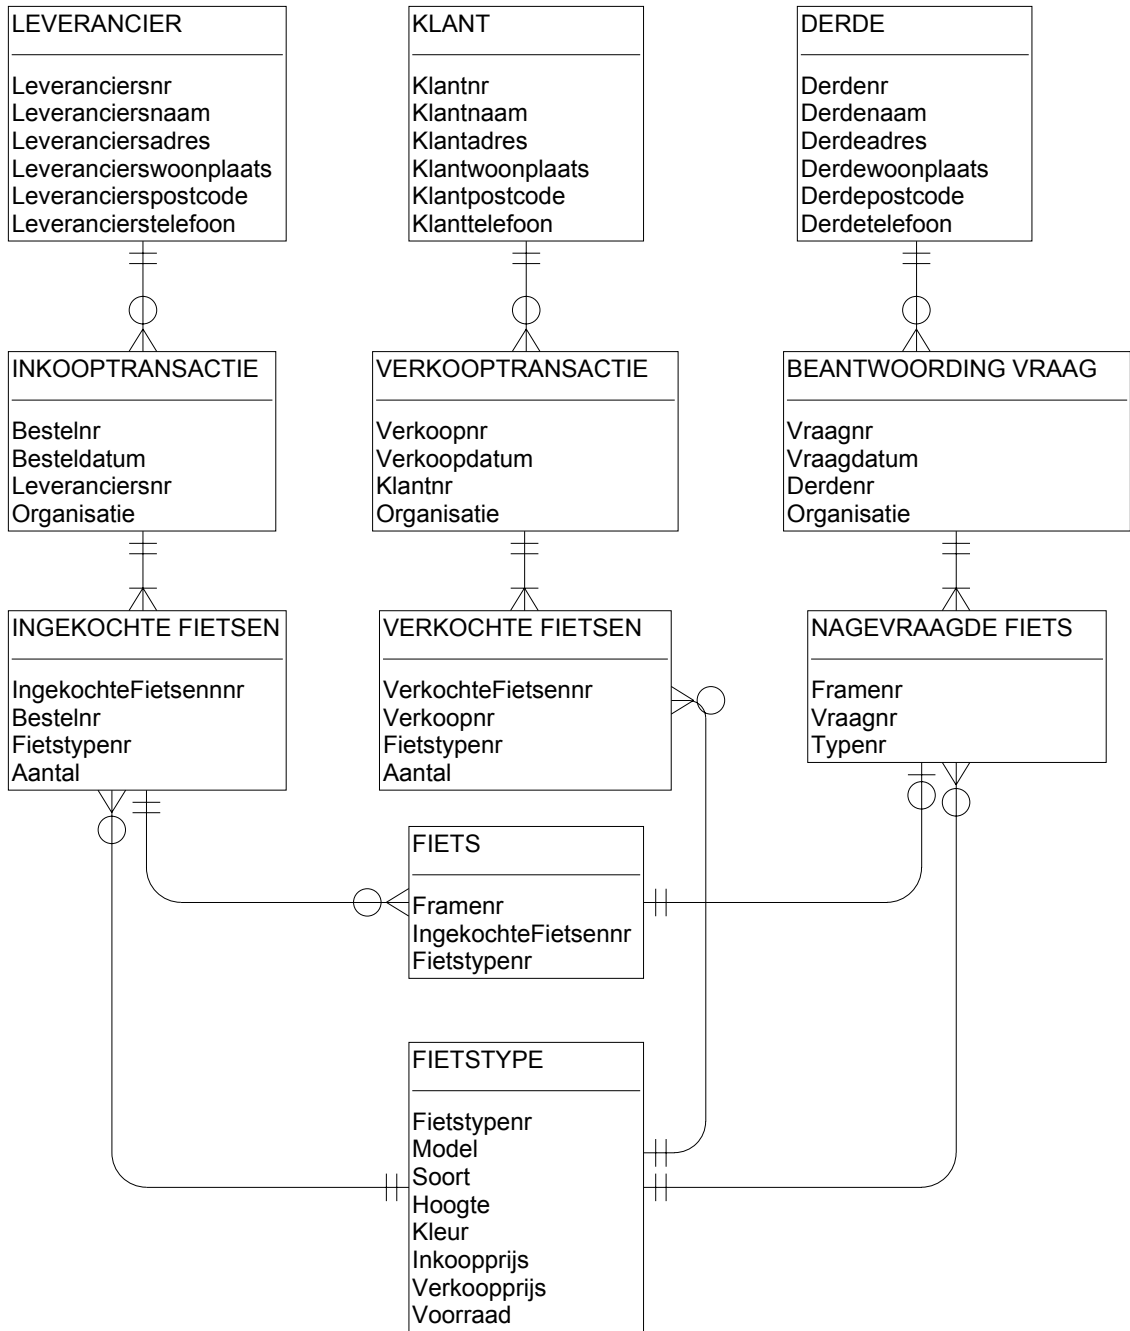 LEVERANCIER
Leveranciersnr
Leveranciersnaam
Leveranciersadres
Leverancierswoonplaats
Leverancierspostcode
Leverancierstelefoon
KLANT
Klantnr
Klantnaam
Klantadres
Klantwoonplaats
Klantpostcode
Klanttelefoon
DERDE
Derdenr
Derdenaam
Derdeadres
Derdewoonplaats
Derdepostcode
Derdetelefoon
INKOOPTRANSACTIE
Bestelnr
Besteldatum
Leveranciersnr
Organisatie
VERKOOPTRANSACTIE
Verkoopnr
Verkoopdatum
Klantnr
Organisatie
BEANTWOORDING VRAAG
Vraagnr
Vraagdatum
Derdenr
Organisatie
INGEKOCHTE FIETSEN
IngekochteFietsennnr
Bestelnr
Fietstypenr
Aantal
VERKOCHTE FIETSEN
VerkochteFietsennr
Verkoopnr
Fietstypenr
Aantal
NAGEVRAAGDE FIETS
Framenr
Vraagnr
Typenr
FIETS
Framenr
IngekochteFietsennr
Fietstypenr
FIETSTYPE
Fietstypenr
Model
Soort
Hoogte
Kleur
Inkoopprijs
Verkoopprijs
Voorraad